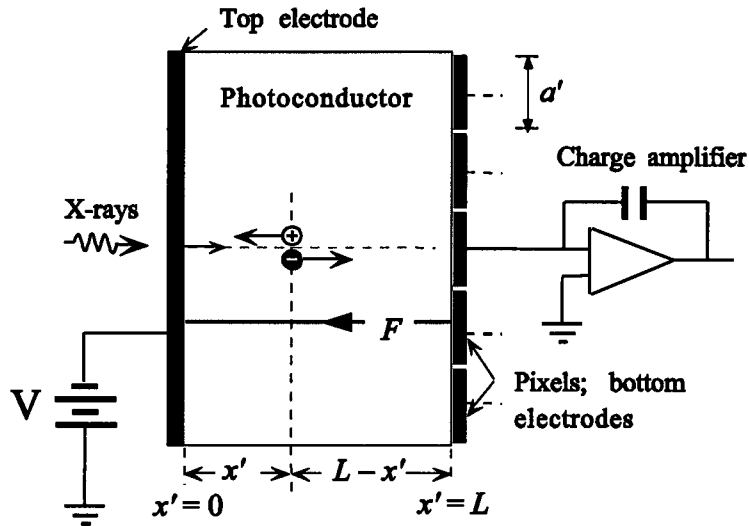 Top electrode
Photoconductor
a'
Charge amplifier
X-rays
+
−
F
V
Pixels; bottom
electrodes
x'
L − x'
x' = 0
x' = L